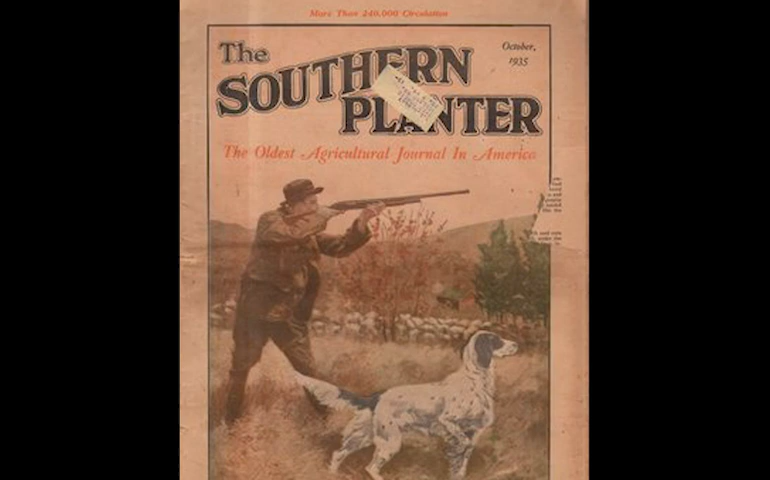 More Than 240,000 Circulation
The
October,
1935
SOUTHERN
PLANTER
The Oldest Agricultural Journal In America